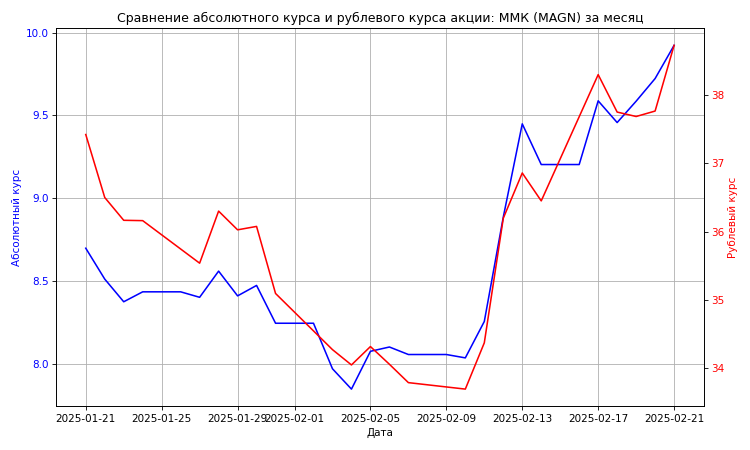 Сравнение абсолютного курса и рублевого курса акции: ММК (MAGN) за месяц
10.0
9.5
9.0
8.5
8.0
Абсолютный курс
38
37
36
35
34
Рублевый курс
2025-01-21 2025-01-25 2025-01-29 2025-02-01 2025-02-05 2025-02-09 2025-02-13 2025-02-17 2025-02-21
Дата